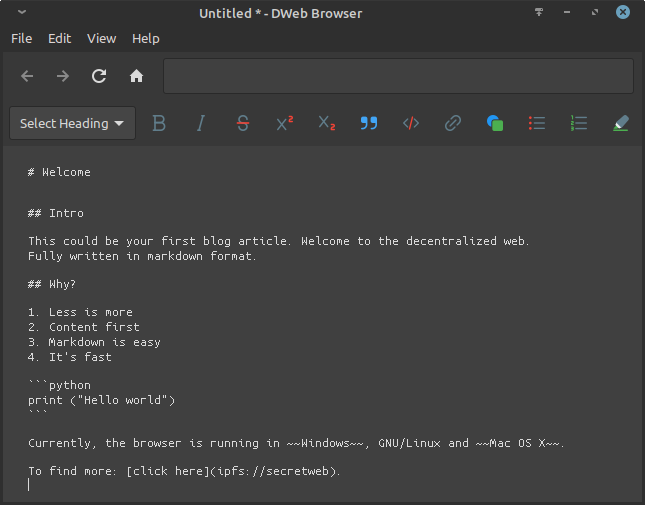 Untitled * - DWeb Browser
File Edit View Help
Select Heading B I S X² X₂ ” </>
# Welcome
## Intro
This could be your first blog article. Welcome to the decentralized web.
Fully written in markdown format.
## Why?
1. Less is more
2. Content first
3. Markdown is easy
4. It's fast
```python
print ("Hello world")
```
Currently, the browser is running in ~~Windows~~, GNU/Linux and ~~Mac OS X~~.
To find more: [click here](ipfs://secretweb).